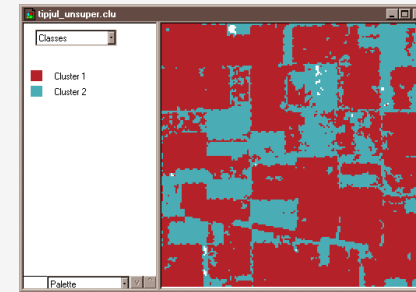 tipjul_unsuper.clu
Classes
Cluster 1
Cluster 2
Palette